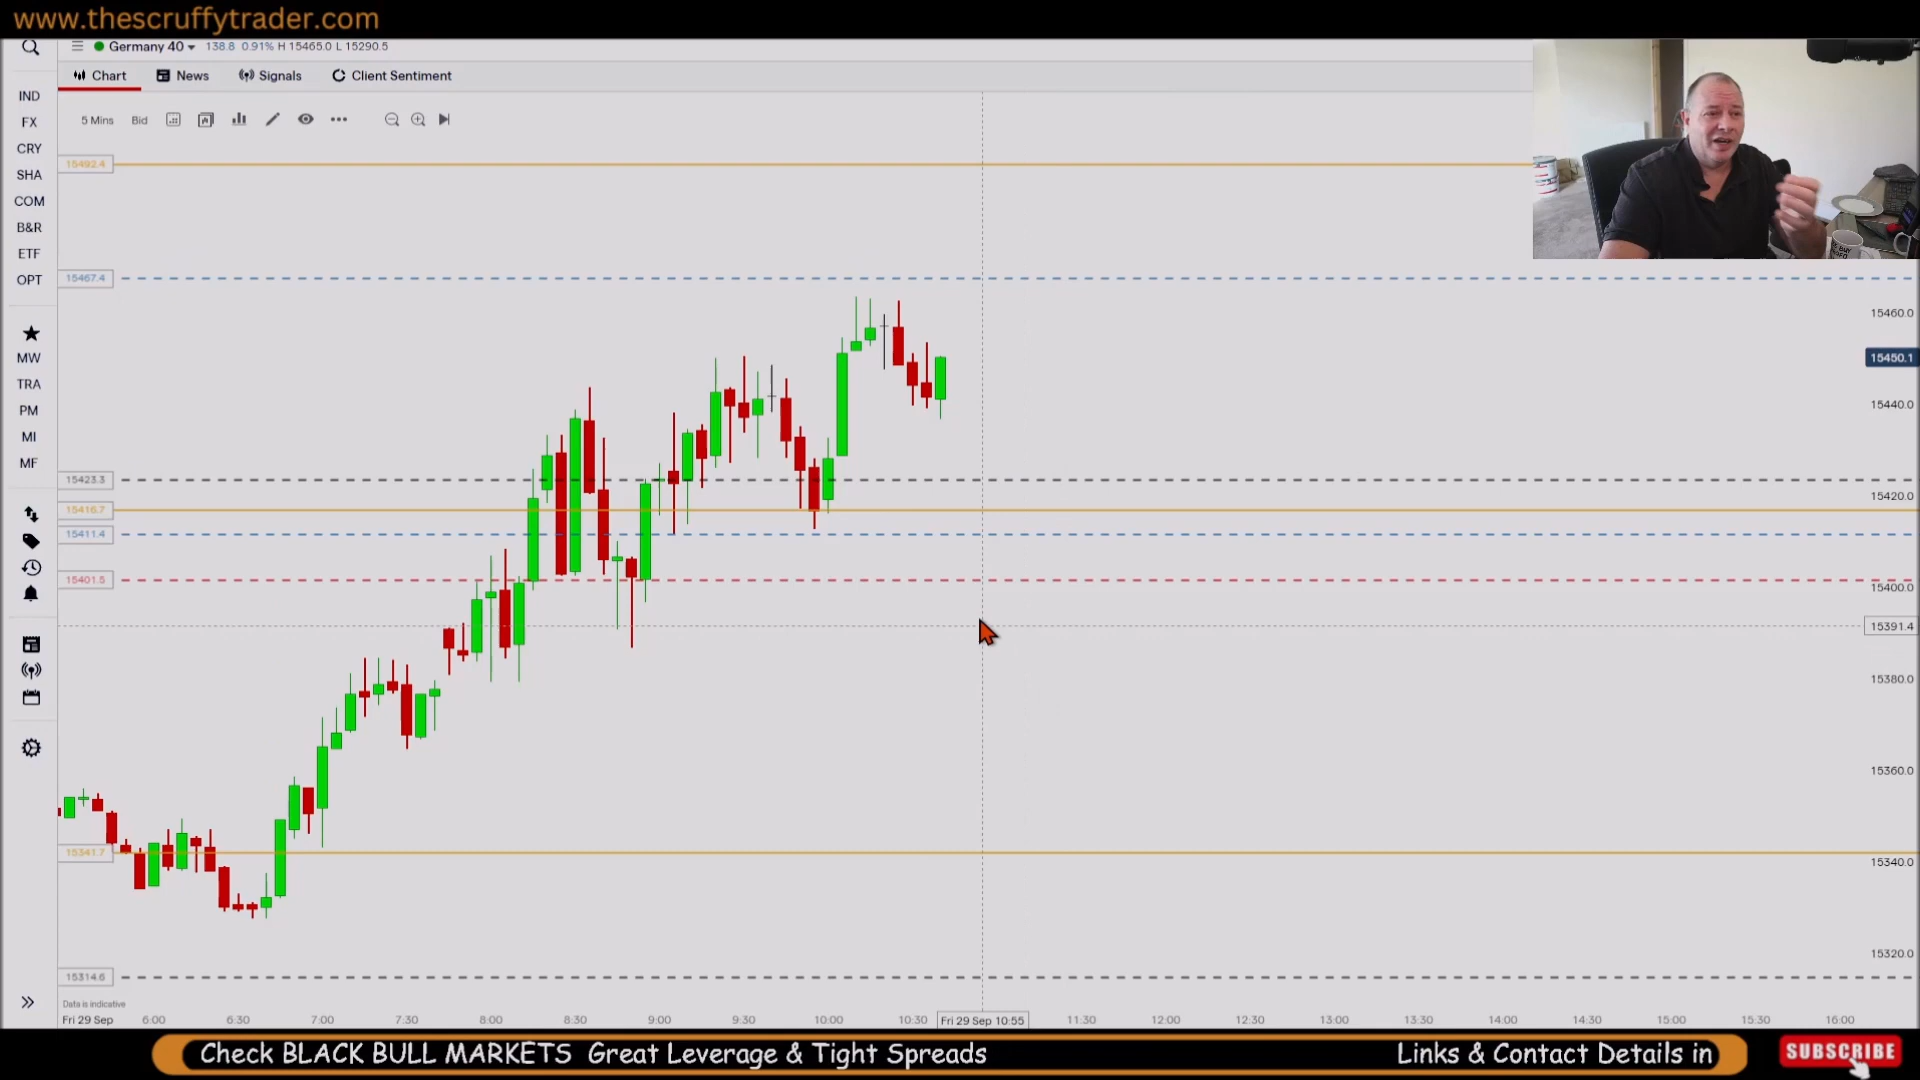 www.thescruffytrader.com
Germany 40 138.8 0.91% H 15465.0 L 15290.5
Chart News Signals Client Sentiment
5 Mins Bid
IND
FX
CRY
SHA
COM
B&R
ETF
OPT
MW
TRA
PM
MI
MF
15492.4
15467.4
15423.3
15416.7
15411.4
15401.5
15341.7
15314.6
15460.0
15450.1
15440.0
15420.0
15400.0
15391.4
15380.0
15360.0
15340.0
15320.0
Data is indicative
Fri 29 Sep 6:00 6:30 7:00 7:30 8:00 8:30 9:00 9:30 10:00 10:30 Fri 29 Sep 10:55 11:30 12:00 12:30 13:00 13:30 14:00 14:30 15:00 15:30 16:00
Check BLACK BULL MARKETS Great Leverage & Tight Spreads
Links & Contact Details in
SUBSCRIBE